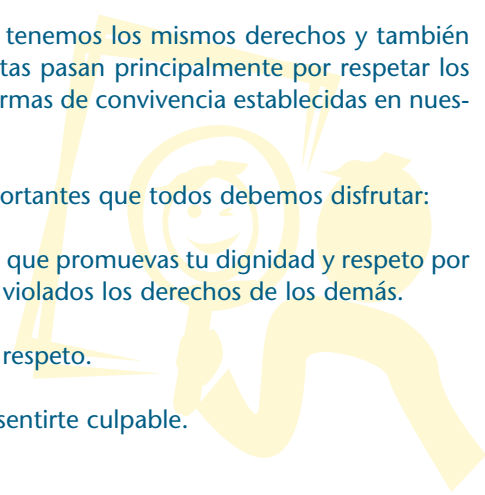 tenemos los mismos derechos y también
tas pasan principalmente por respetar los
rmas de convivencia establecidas en nues-
ortantes que todos debemos disfrutar:
que promuevas tu dignidad y respeto por
violados los derechos de los demás.
respeto.
sentirte culpable.